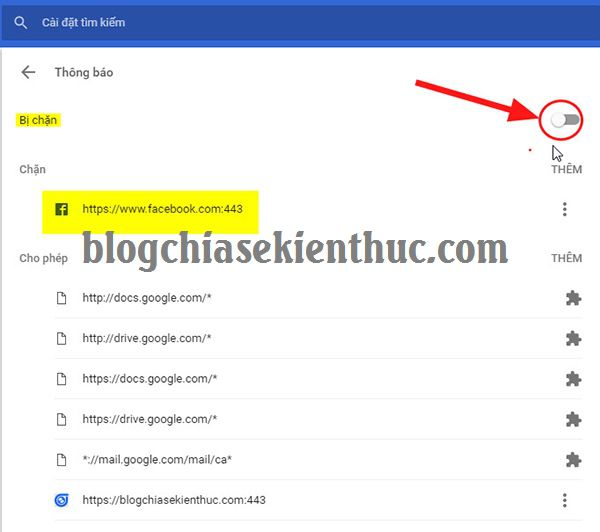 Cài đặt tìm kiếm
Thông báo
Bị chặn
Chặn THÊM
https://www.facebook.com:443
blogchiasekienthuc.com
Cho phép THÊM
http://docs.google.com/*
http://drive.google.com/*
https://docs.google.com/*
https://drive.google.com/*
*://mail.google.com/mail/ca*
https://blogchiasekienthuc.com:443